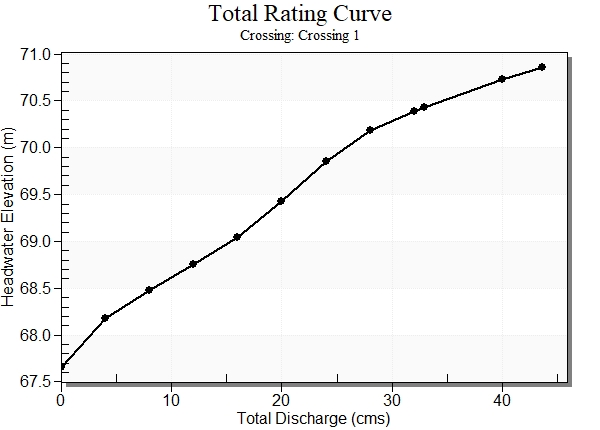 Total Rating Curve
Crossing: Crossing 1
Headwater Elevation (m)
71.0
70.5
70.0
69.5
69.0
68.5
68.0
67.5
0 10 20 30 40
Total Discharge (cms)